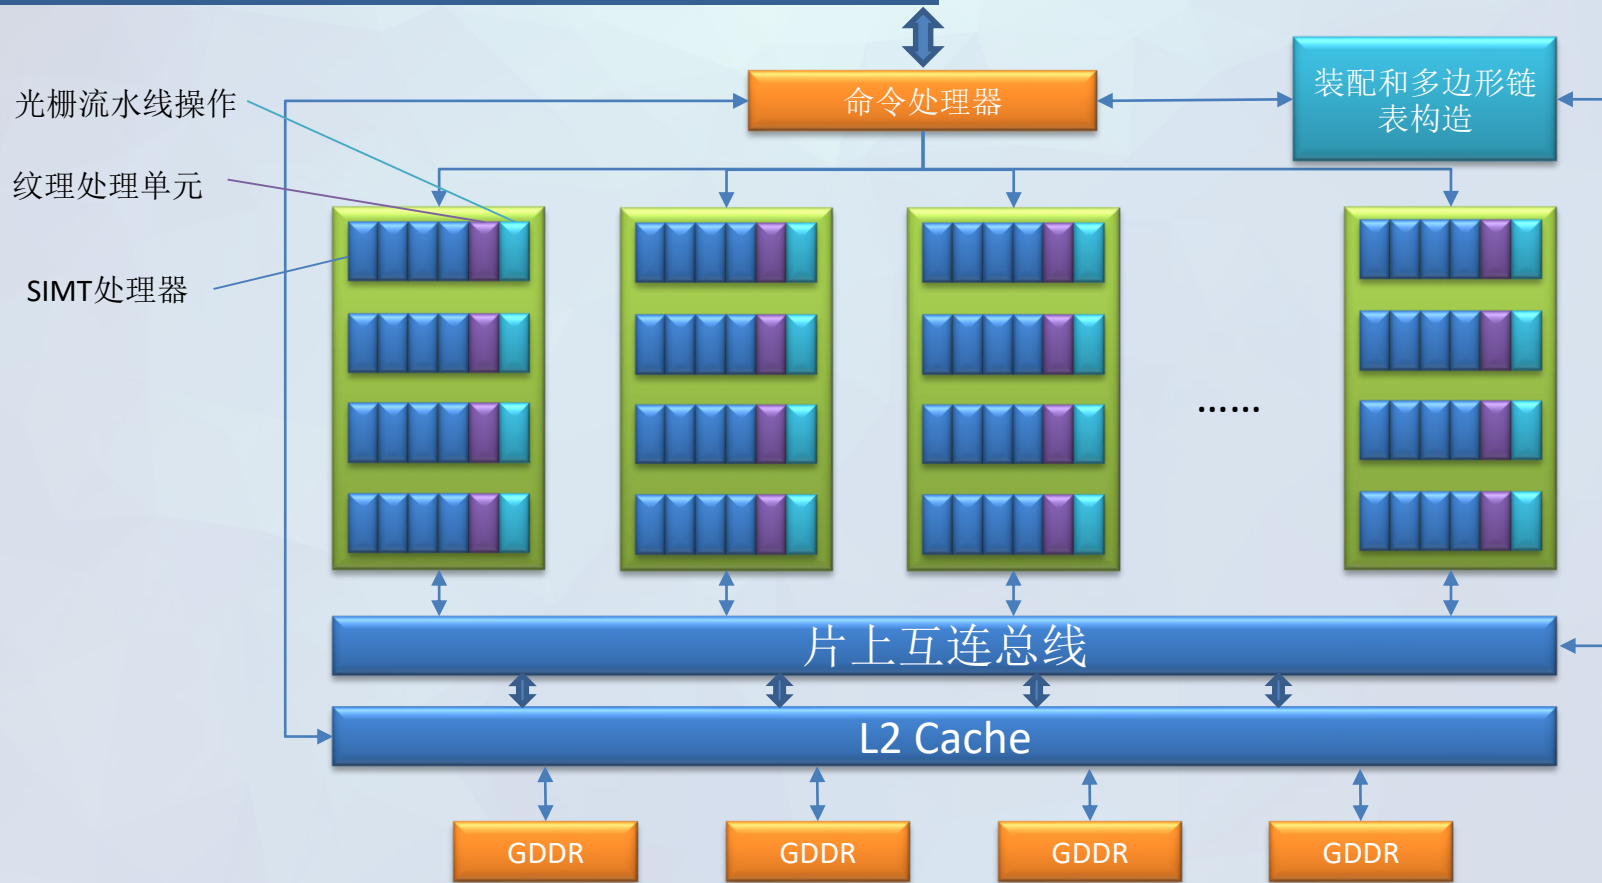 命令处理器
装配和多边形链
表构造
光栅流水线操作
纹理处理单元
SIMT处理器
......
片上互连总线
L2 Cache
GDDR
GDDR
GDDR
GDDR